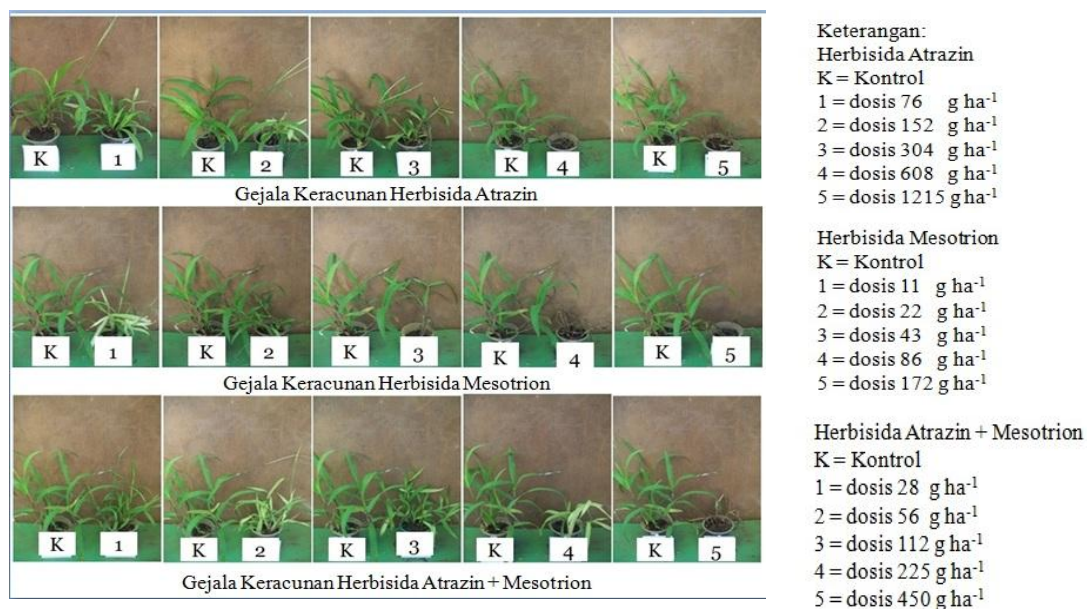 K 1 K 2 K 3 K 4 K 5
Gejala Keracunan Herbisida Atrazin
K 1 K 2 K 3 K 4 K 5
Gejala Keracunan Herbisida Mesotrion
K 1 K 2 K 3 K 4 K 5
Gejala Keracunan Herbisida Atrazin + Mesotrion
Keterangan:
Herbisida Atrazin
K = Kontrol
1 = dosis 76 g ha⁻¹
2 = dosis 152 g ha⁻¹
3 = dosis 304 g ha⁻¹
4 = dosis 608 g ha⁻¹
5 = dosis 1215 g ha⁻¹
Herbisida Mesotrion
K = Kontrol
1 = dosis 11 g ha⁻¹
2 = dosis 22 g ha⁻¹
3 = dosis 43 g ha⁻¹
4 = dosis 86 g ha⁻¹
5 = dosis 172 g ha⁻¹
Herbisida Atrazin + Mesotrion
K = Kontrol
1 = dosis 28 g ha⁻¹
2 = dosis 56 g ha⁻¹
3 = dosis 112 g ha⁻¹
4 = dosis 225 g ha⁻¹
5 = dosis 450 g ha⁻¹